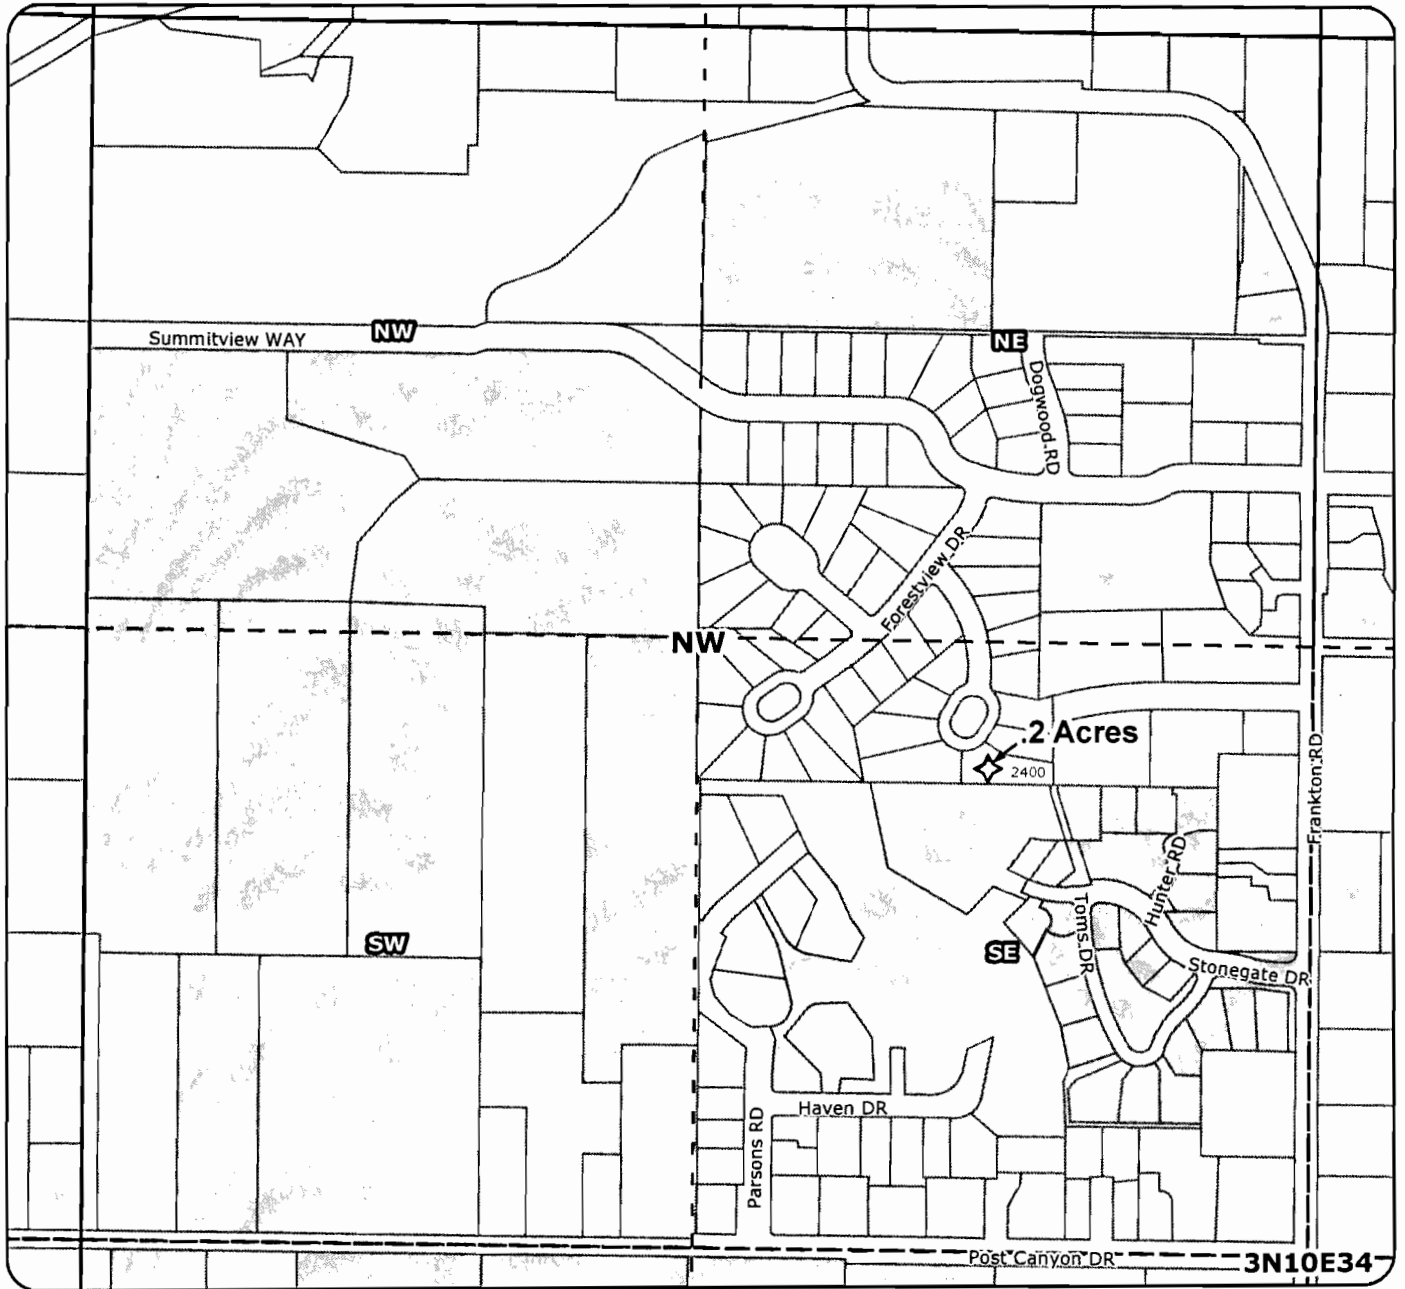 Summitview WAY
NW
NE
Dogwood RD
Forestview DR
NW
.2 Acres
2400
Frankton RD
Hunter RD
Toms DR
SW
SE
Stonegate DR
Haven DR
Parsons RD
Post Canyon DR
3N10E34